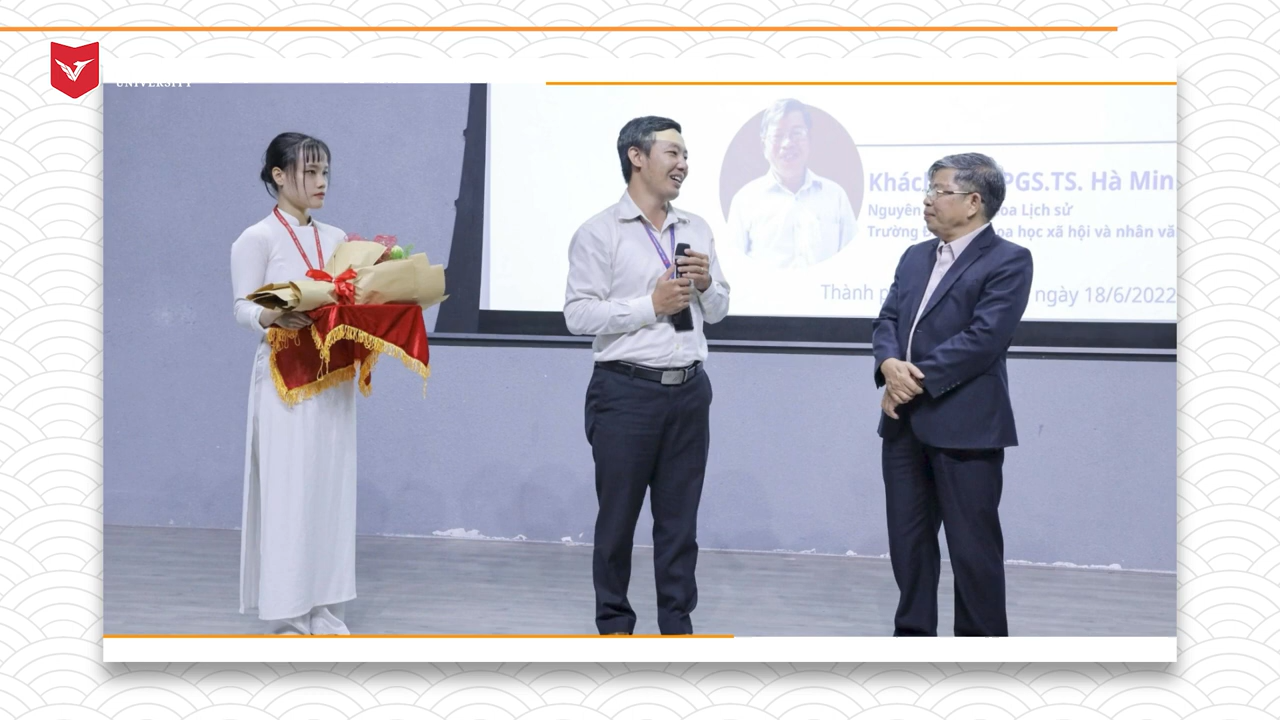 UNIVERSITY
Khác PGS.TS. Hà Min
Nguyên oa Lịch sử
Trường oa học xã hội và nhân vă
Thành p ngày 18/6/2022